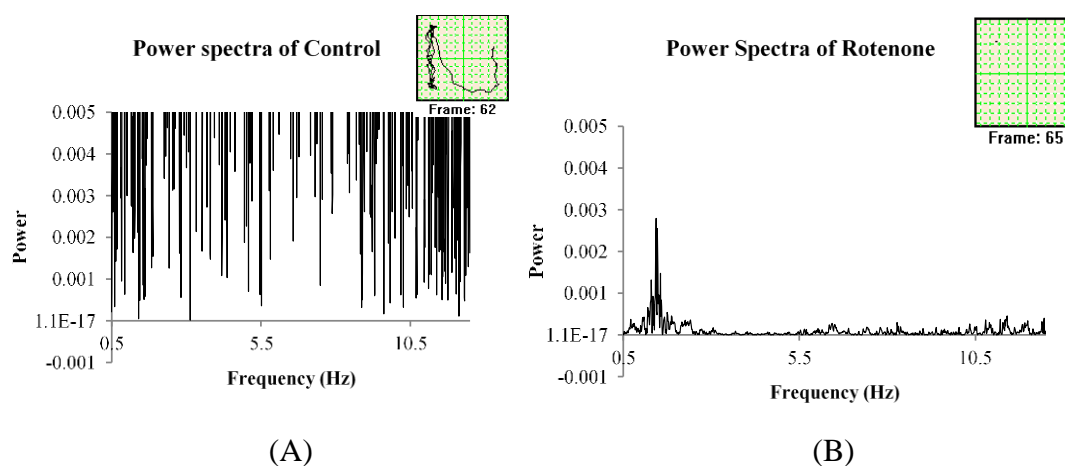 Power spectra of Control
Frame: 62
0.005
0.004
0.003
0.002
0.001
1.1E-17
-0.001
0.5
5.5
10.5
Power
Frequency (Hz)
(A)
Power Spectra of Rotenone
Frame: 65
0.005
0.004
0.003
0.002
0.001
1.1E-17
-0.001
0.5
5.5
10.5
Power
Frequency (Hz)
(B)